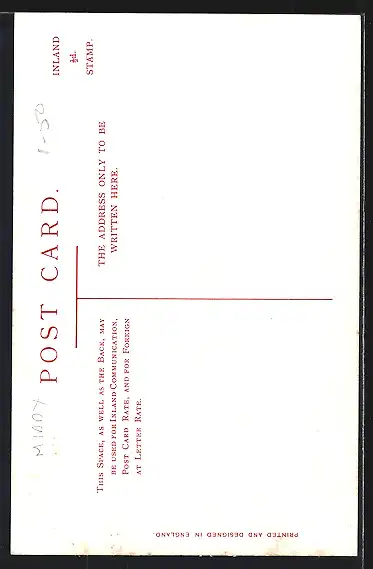 POST CARD.
INLAND
½d.
STAMP.
This Space, as well as the Back, may
be used for Inland Communication,
Post Card Rate, and for Foreign
at Letter Rate.
THE ADDRESS ONLY TO BE
WRITTEN HERE.
PRINTED AND DESIGNED IN ENGLAND.
1-50